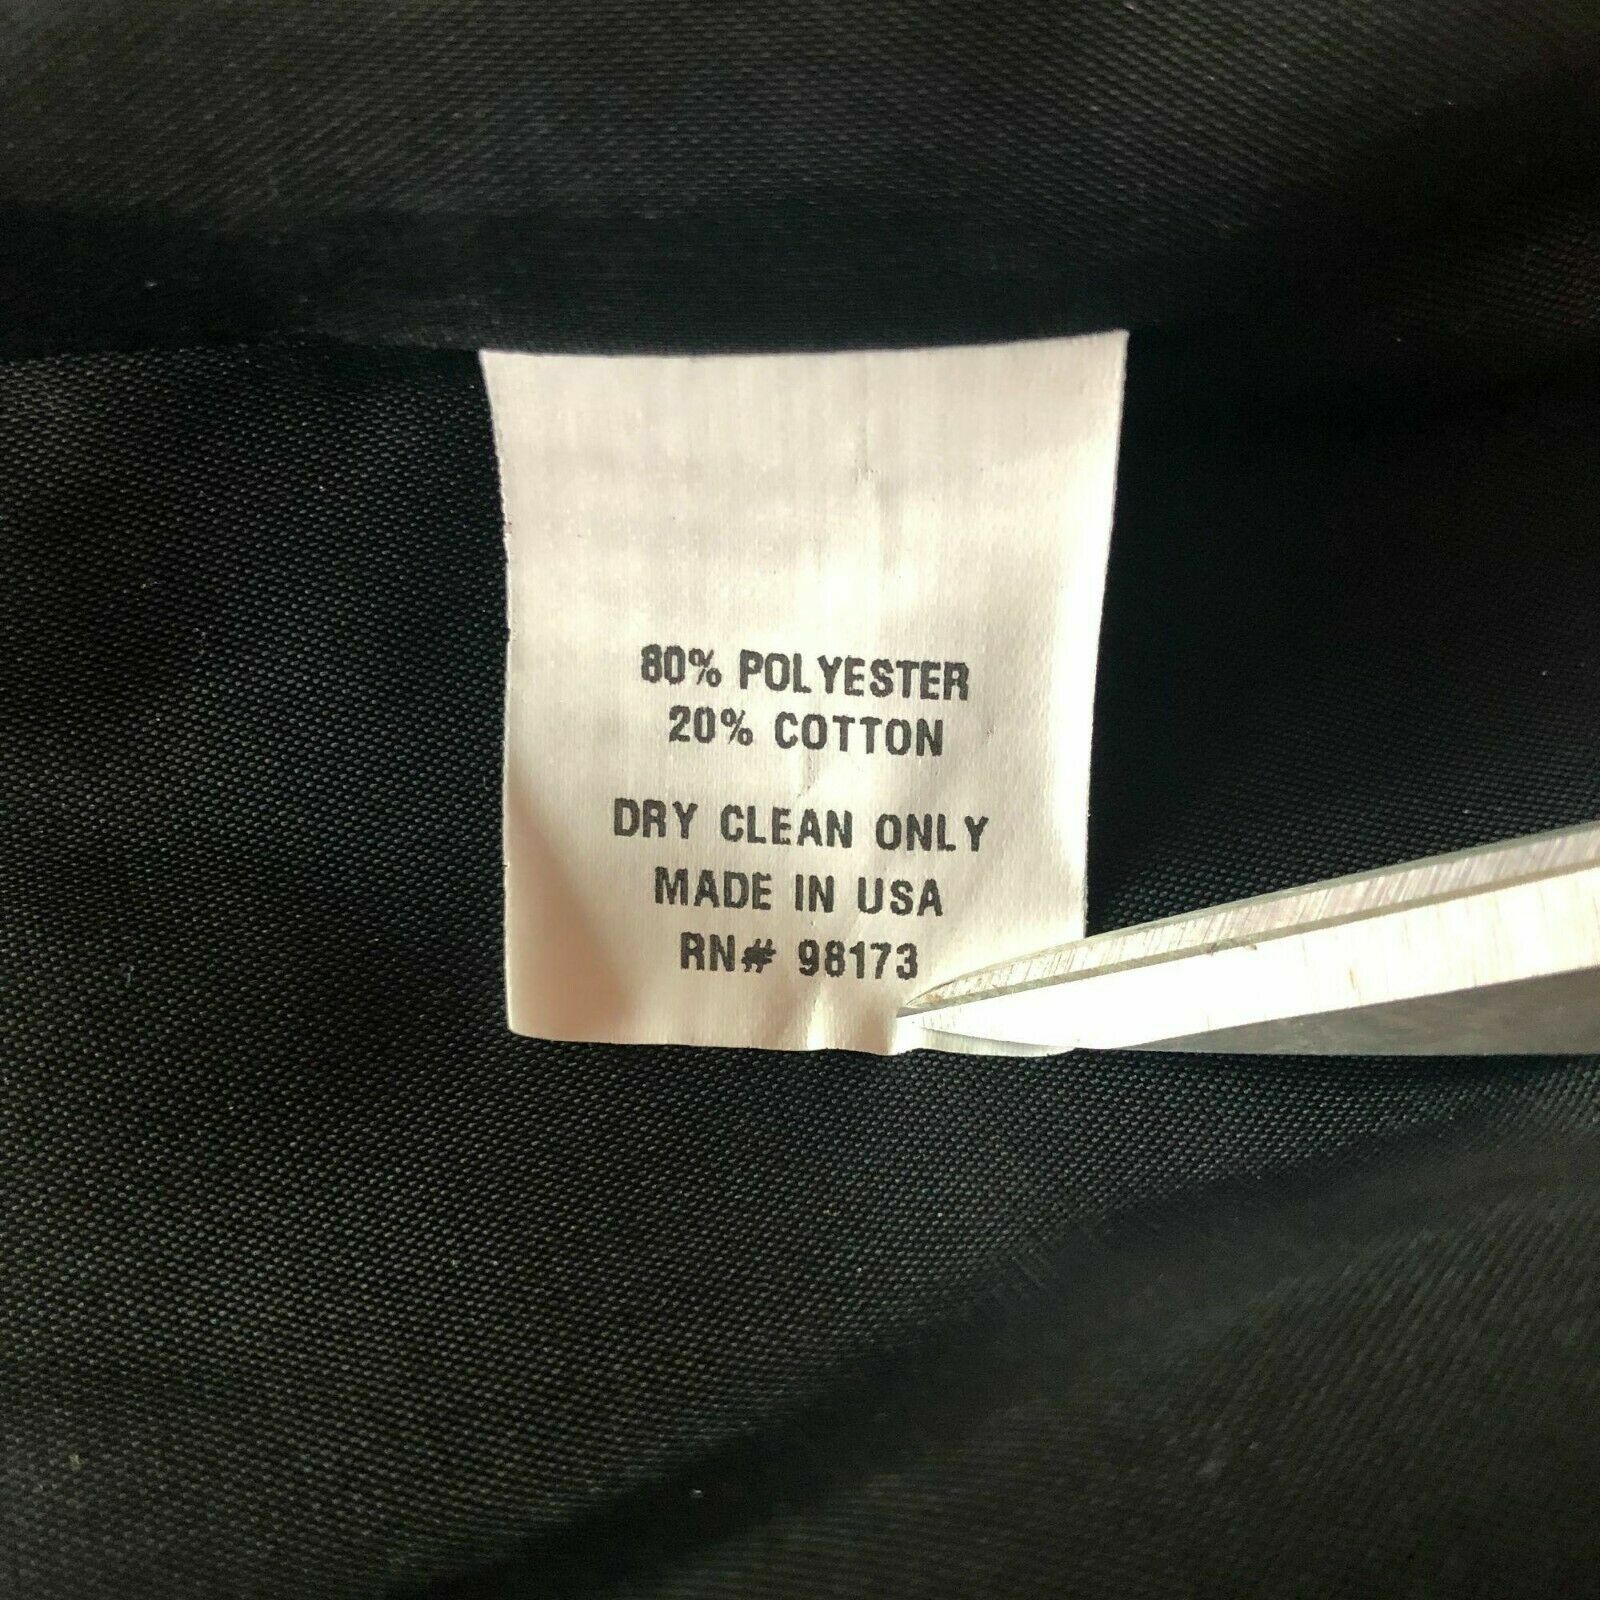 80% POLYESTER
20% COTTON
DRY CLEAN ONLY
MADE IN USA
RN# 98173